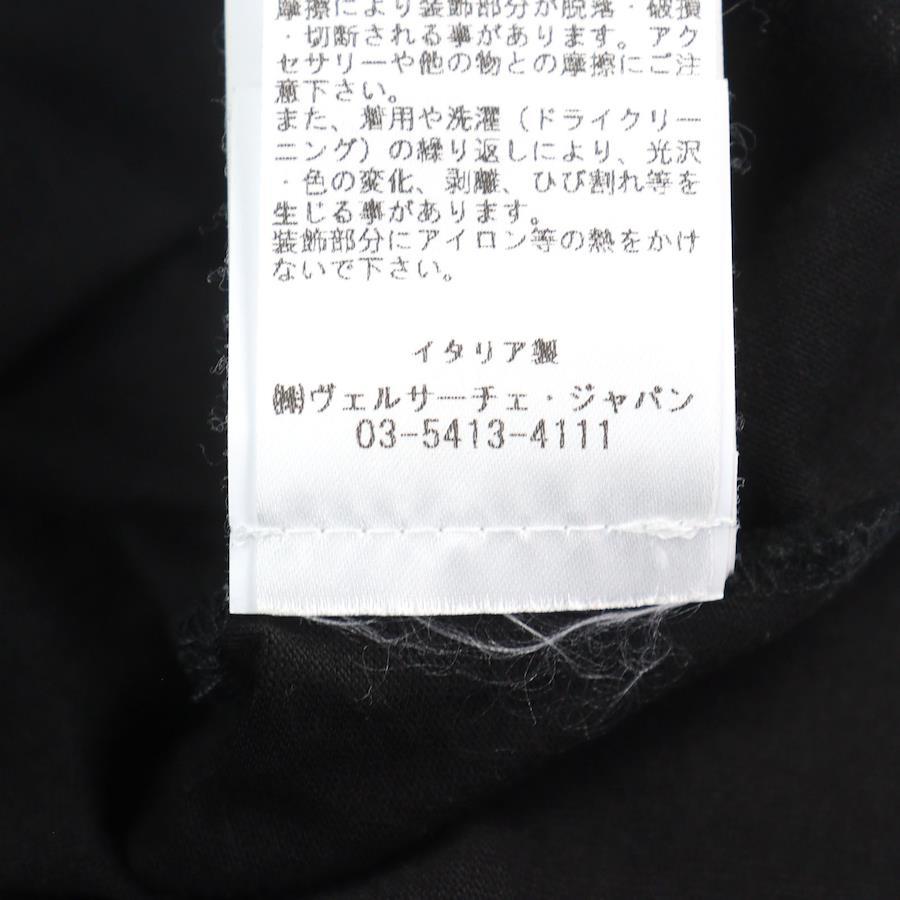 摩擦により装飾部分が脱落・破損
・切断される事があります。アク
セサリーや他の物との摩擦にご注
意下さい。
また、着用や洗濯（ドライクリー
ニング）の繰り返しにより、光沢
・色の変化、剥離、ひび割れ等を
生じる事があります。
装飾部分にアイロン等の熱をかけ
ないで下さい。
イタリア製
㈱ヴェルサーチェ・ジャパン
03-5413-4111